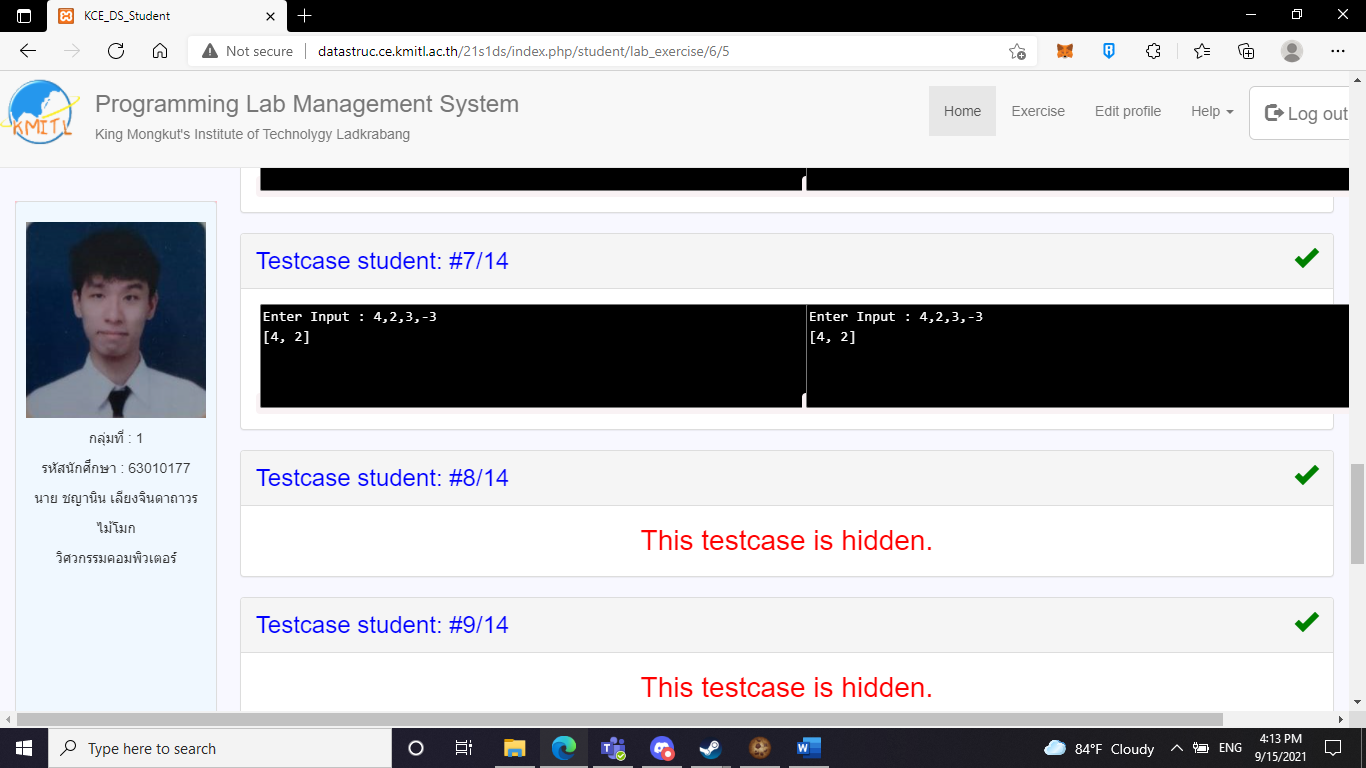 KCE_DS_Student
Not secure
datastruc.ce.kmitl.ac.th/21s1ds/index.php/student/lab_exercise/6/5
KMITL
Programming Lab Management System
King Mongkut's Institute of Technolygy Ladkrabang
Home
Exercise
Edit profile
Help
Log out
กลุ่มที่ : 1
รหัสนักศึกษา : 63010177
นาย ชญานิน เลียงจินดาถาวร
ไม้โมก
วิศวกรรมคอมพิวเตอร์
Testcase student: #7/14
Enter Input : 4,2,3,-3
[4, 2]
Enter Input : 4,2,3,-3
[4, 2]
Testcase student: #8/14
This testcase is hidden.
Testcase student: #9/14
This testcase is hidden.
Type here to search
84°F Cloudy
ENG
4:13 PM
9/15/2021